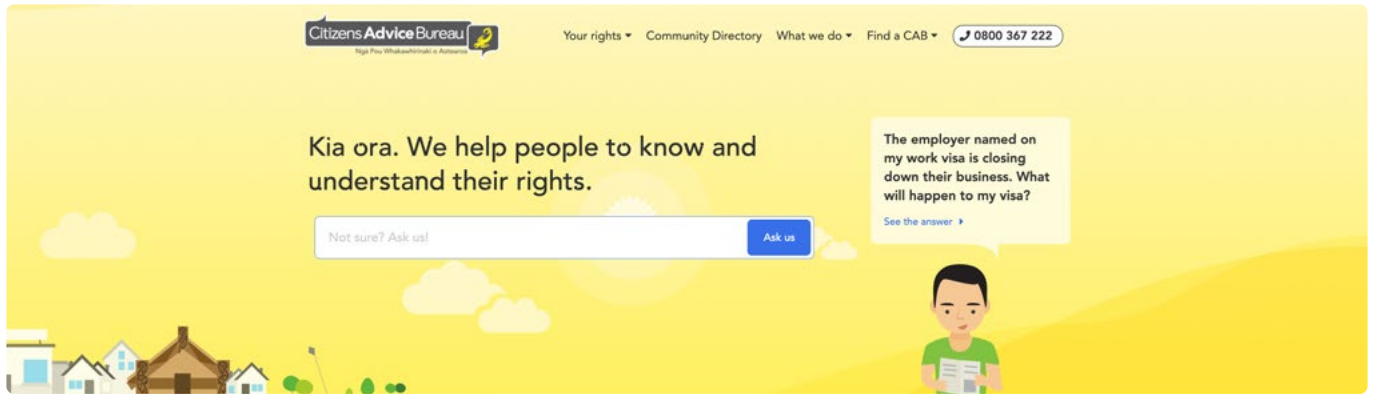 Citizens Advice Bureau
Ngā Pou Whakawhirinaki o Aotearoa
Your rights Community Directory What we do Find a CAB 0800 367 222
Kia ora. We help people to know and
understand their rights.
Not sure? Ask us!
Ask us
The employer named on
my work visa is closing
down their business. What
will happen to my visa?
See the answer